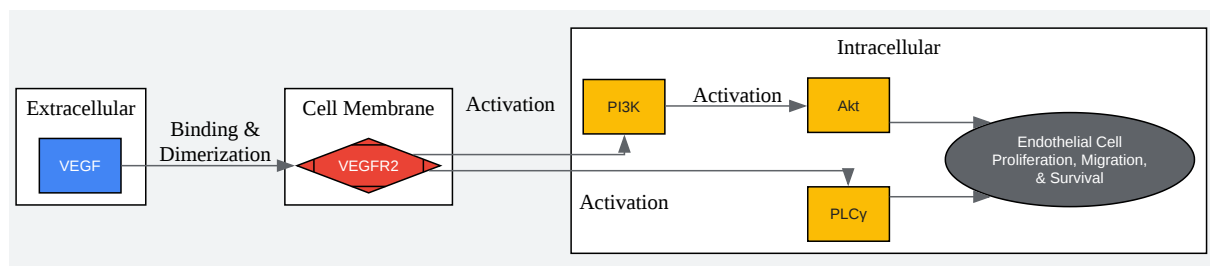 Extracellular
VEGF
Binding &
Dimerization
Cell Membrane
VEGFR2
Activation
Activation
Intracellular
PI3K
Activation
Akt
PLCγ
Endothelial Cell
Proliferation, Migration,
& Survival